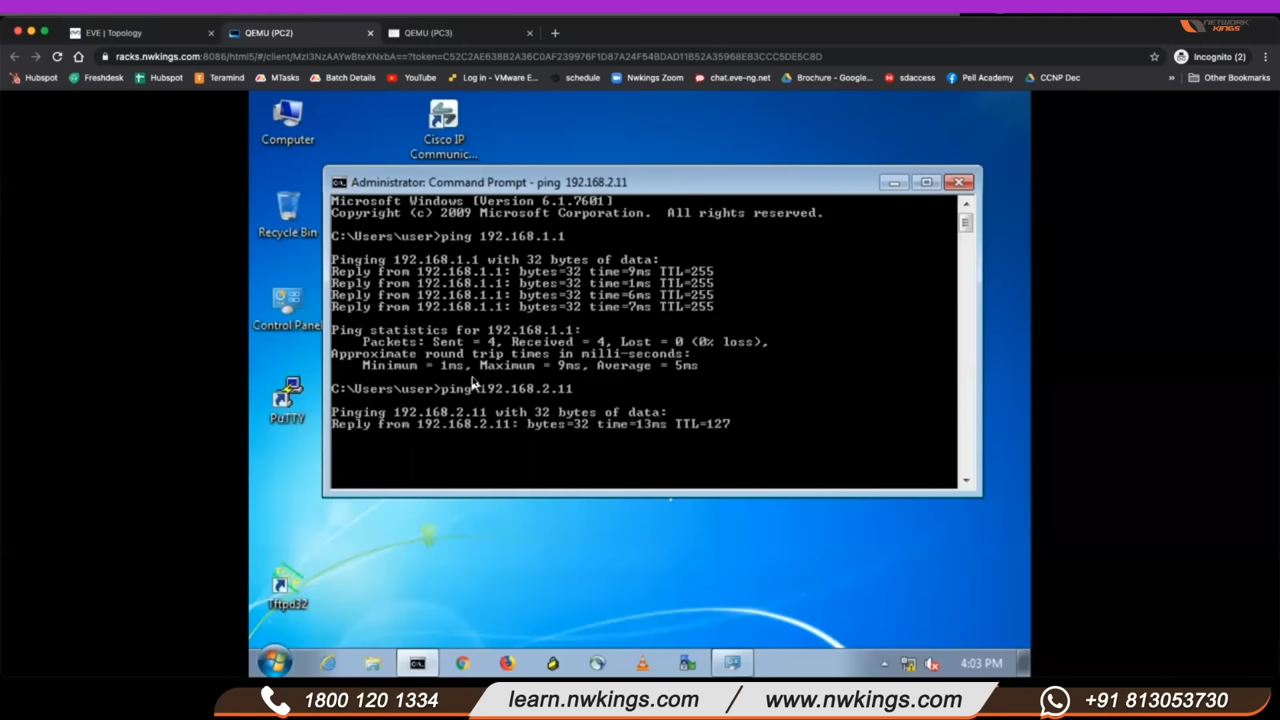 EVE | Topology
QEMU (PC2)
QEMU (PC3)
NETWORK
KINGS
racks.nwkings.com:8086/html5/#/client/MzI3NzAAYwBteXNxbA==?token=C52C2AE638B2A36C0AF239976F1D87A24F198DBDAD11B52A35968EB3CCC5DE5C8D
Incognito (2)
Hubspot
Freshdesk
Hubspot
Teramind
MTasks
Batch Details
YouTube
Log in - VMware E...
schedule
Nwkings Zoom
chat.eve-ng.net
Brochure - Google...
sdaccess
Pell Academy
CCNP Dec
»
Other Bookmarks
Computer
Cisco IP
Communic...
Recycle Bin
Control Panel
PuTTY
Tftpd32
Administrator: Command Prompt - ping 192.168.2.11
Microsoft Windows [Version 6.1.7601]
Copyright (c) 2009 Microsoft Corporation. All rights reserved.
C:\Users\user>ping 192.168.1.1
Pinging 192.168.1.1 with 32 bytes of data:
Reply from 192.168.1.1: bytes=32 time=9ms TTL=255
Reply from 192.168.1.1: bytes=32 time=1ms TTL=255
Reply from 192.168.1.1: bytes=32 time=6ms TTL=255
Reply from 192.168.1.1: bytes=32 time=7ms TTL=255
Ping statistics for 192.168.1.1:
Packets: Sent = 4, Received = 4, Lost = 0 (0% loss),
Approximate round trip times in milli-seconds:
Minimum = 1ms, Maximum = 9ms, Average = 5ms
C:\Users\user>ping 192.168.2.11
Pinging 192.168.2.11 with 32 bytes of data:
Reply from 192.168.2.11: bytes=32 time=13ms TTL=127
4:03 PM
1800 120 1334
learn.nwkings.com
/
www.nwkings.com
+91 813053730